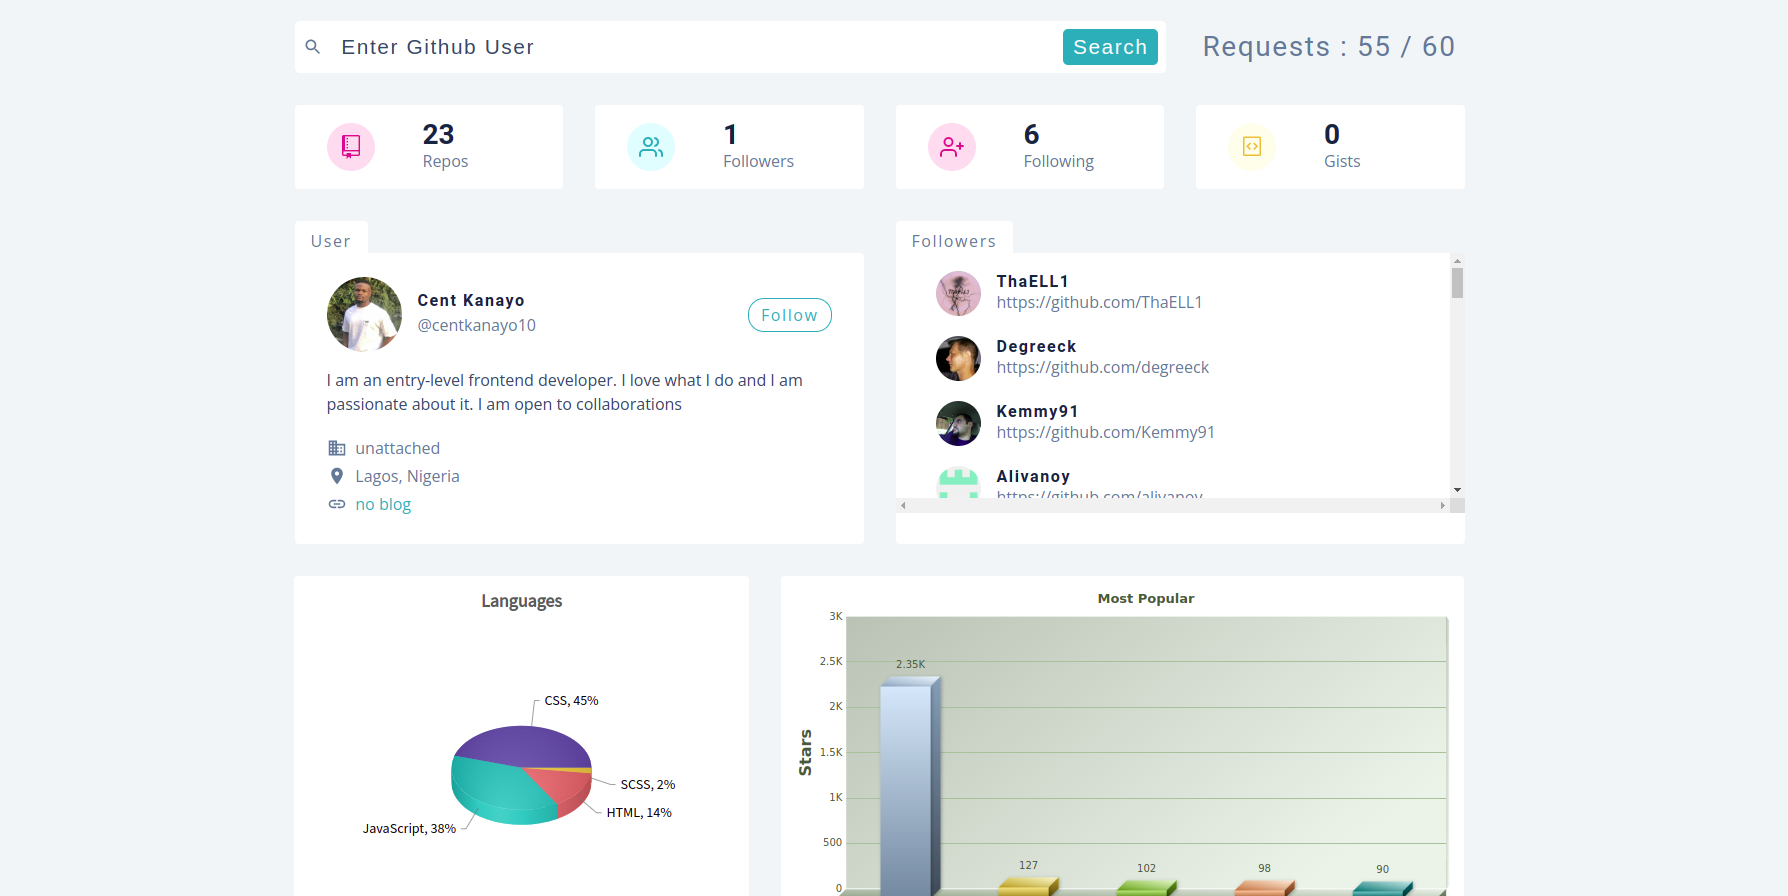 Enter Github User
Search
Requests : 55 / 60
23
Repos
1
Followers
6
Following
0
Gists
User
Cent Kanayo
@centkanayo10
Follow
I am an entry-level frontend developer. I love what I do and I am
passionate about it. I am open to collaborations
unattached
Lagos, Nigeria
no blog
Followers
ThaELL1
https://github.com/ThaELL1
Degreeck
https://github.com/degreeck
Kemmy91
https://github.com/Kemmy91
Alivanoy
https://github.com/alivanoy
Languages
CSS, 45%
SCSS, 2%
HTML, 14%
JavaScript, 38%
Most Popular
Stars
3K
2.5K
2K
1.5K
1K
500
0
2.35K
127
102
98
90